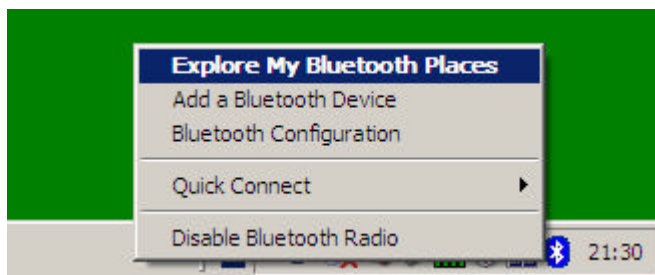 Explore My Bluetooth Places
Add a Bluetooth Device
Bluetooth Configuration
Quick Connect
Disable Bluetooth Radio
21:30